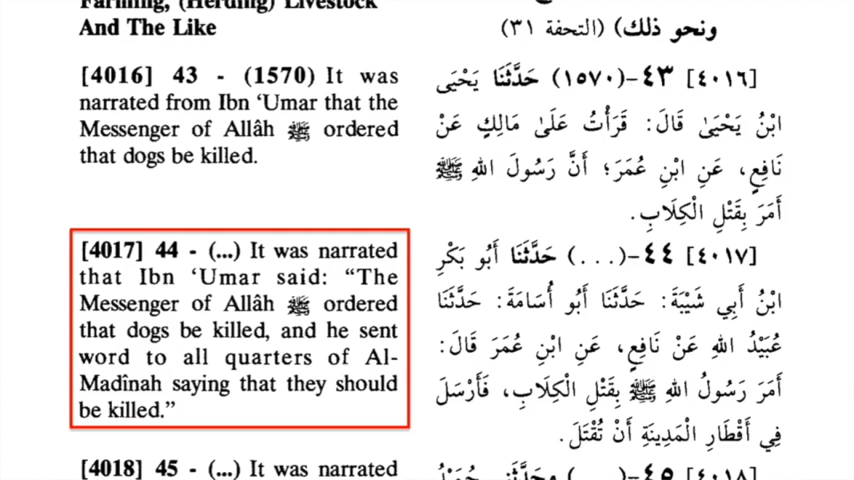 Farming, (Herding) Livestock
And The Like
[4016] 43 - (1570) It was
narrated from Ibn ‘Umar that the
Messenger of Allâh ﷺ ordered
that dogs be killed.
[4017] 44 - (...) It was narrated
that Ibn ‘Umar said: “The
Messenger of Allâh ﷺ ordered
that dogs be killed, and he sent
word to all quarters of Al-
Madînah saying that they should
be killed.”
[4018] 45 - (...) It was narrated
ونحو ذلك) (التحفة ٣١)
[٤٠١٦] ٤٣-(١٥٧٠) حَدَّثَنَا يَحْيَى
ابْنُ يَحْيَىٰ قَالَ: قَرَأْتُ عَلَىٰ مَالِكٍ عَنْ
نَافِعٍ، عَنِ ابْنِ عُمَرَ؛ أَنَّ رَسُولَ اللهِ ﷺ
أَمَرَ بِقَتْلِ الْكِلَابِ.
[٤٠١٧] ٤٤-(. . .) حَدَّثَنَا أَبُو بَكْرِ
ابْنُ أَبِي شَيْبَةَ: حَدَّثَنَا أَبُو أُسَامَةَ: حَدَّثَنَا
عُبَيْدُ اللهِ عَنْ نَافِعٍ، عَنِ ابْنِ عُمَرَ قَالَ:
أَمَرَ رَسُولُ اللهِ ﷺ بِقَتْلِ الْكِلَابِ، فَأَرْسَلَ
فِي أَقْطَارِ الْمَدِينَةِ أَنْ تُقْتَلَ.
[٤٠١٨] ٤٥-(. . .)